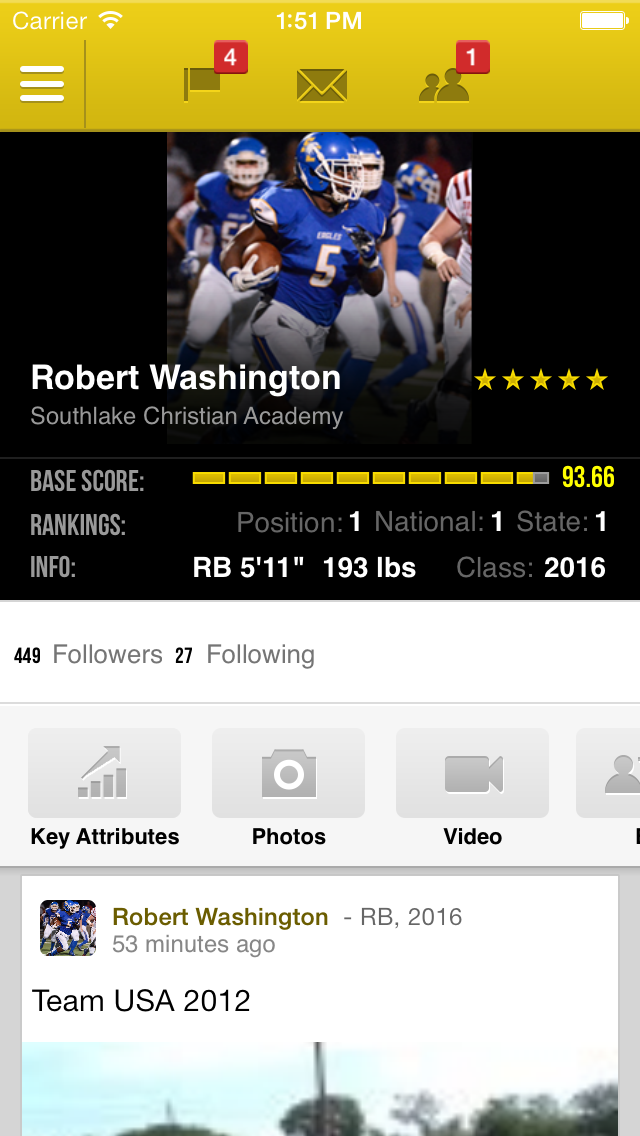 Carrier 1:51 PM
4 1
EAGLES
5
Robert Washington
Southlake Christian Academy
BASE SCORE: 93.66
RANKINGS: Position: 1 National: 1 State: 1
INFO: RB 5'11" 193 lbs Class: 2016
449 Followers 27 Following
Key Attributes Photos Video
Robert Washington - RB, 2016
53 minutes ago
Team USA 2012